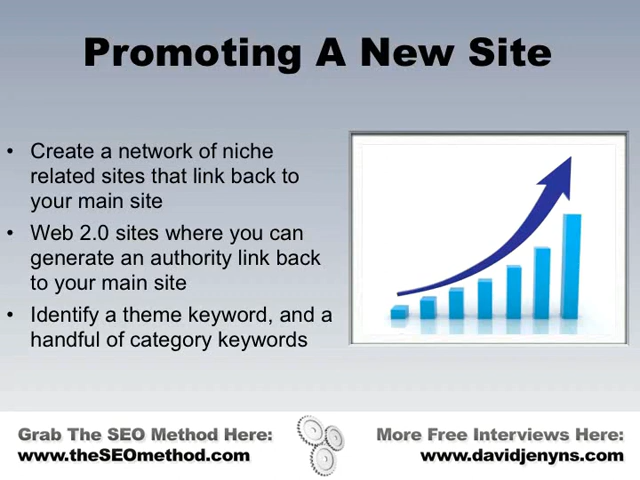 Promoting A New Site
• Create a network of niche
related sites that link back to
your main site
• Web 2.0 sites where you can
generate an authority link back
to your main site
• Identify a theme keyword, and a
handful of category keywords
Grab The SEO Method Here:
www.theSEOmethod.com
More Free Interviews Here:
www.davidjenyns.com